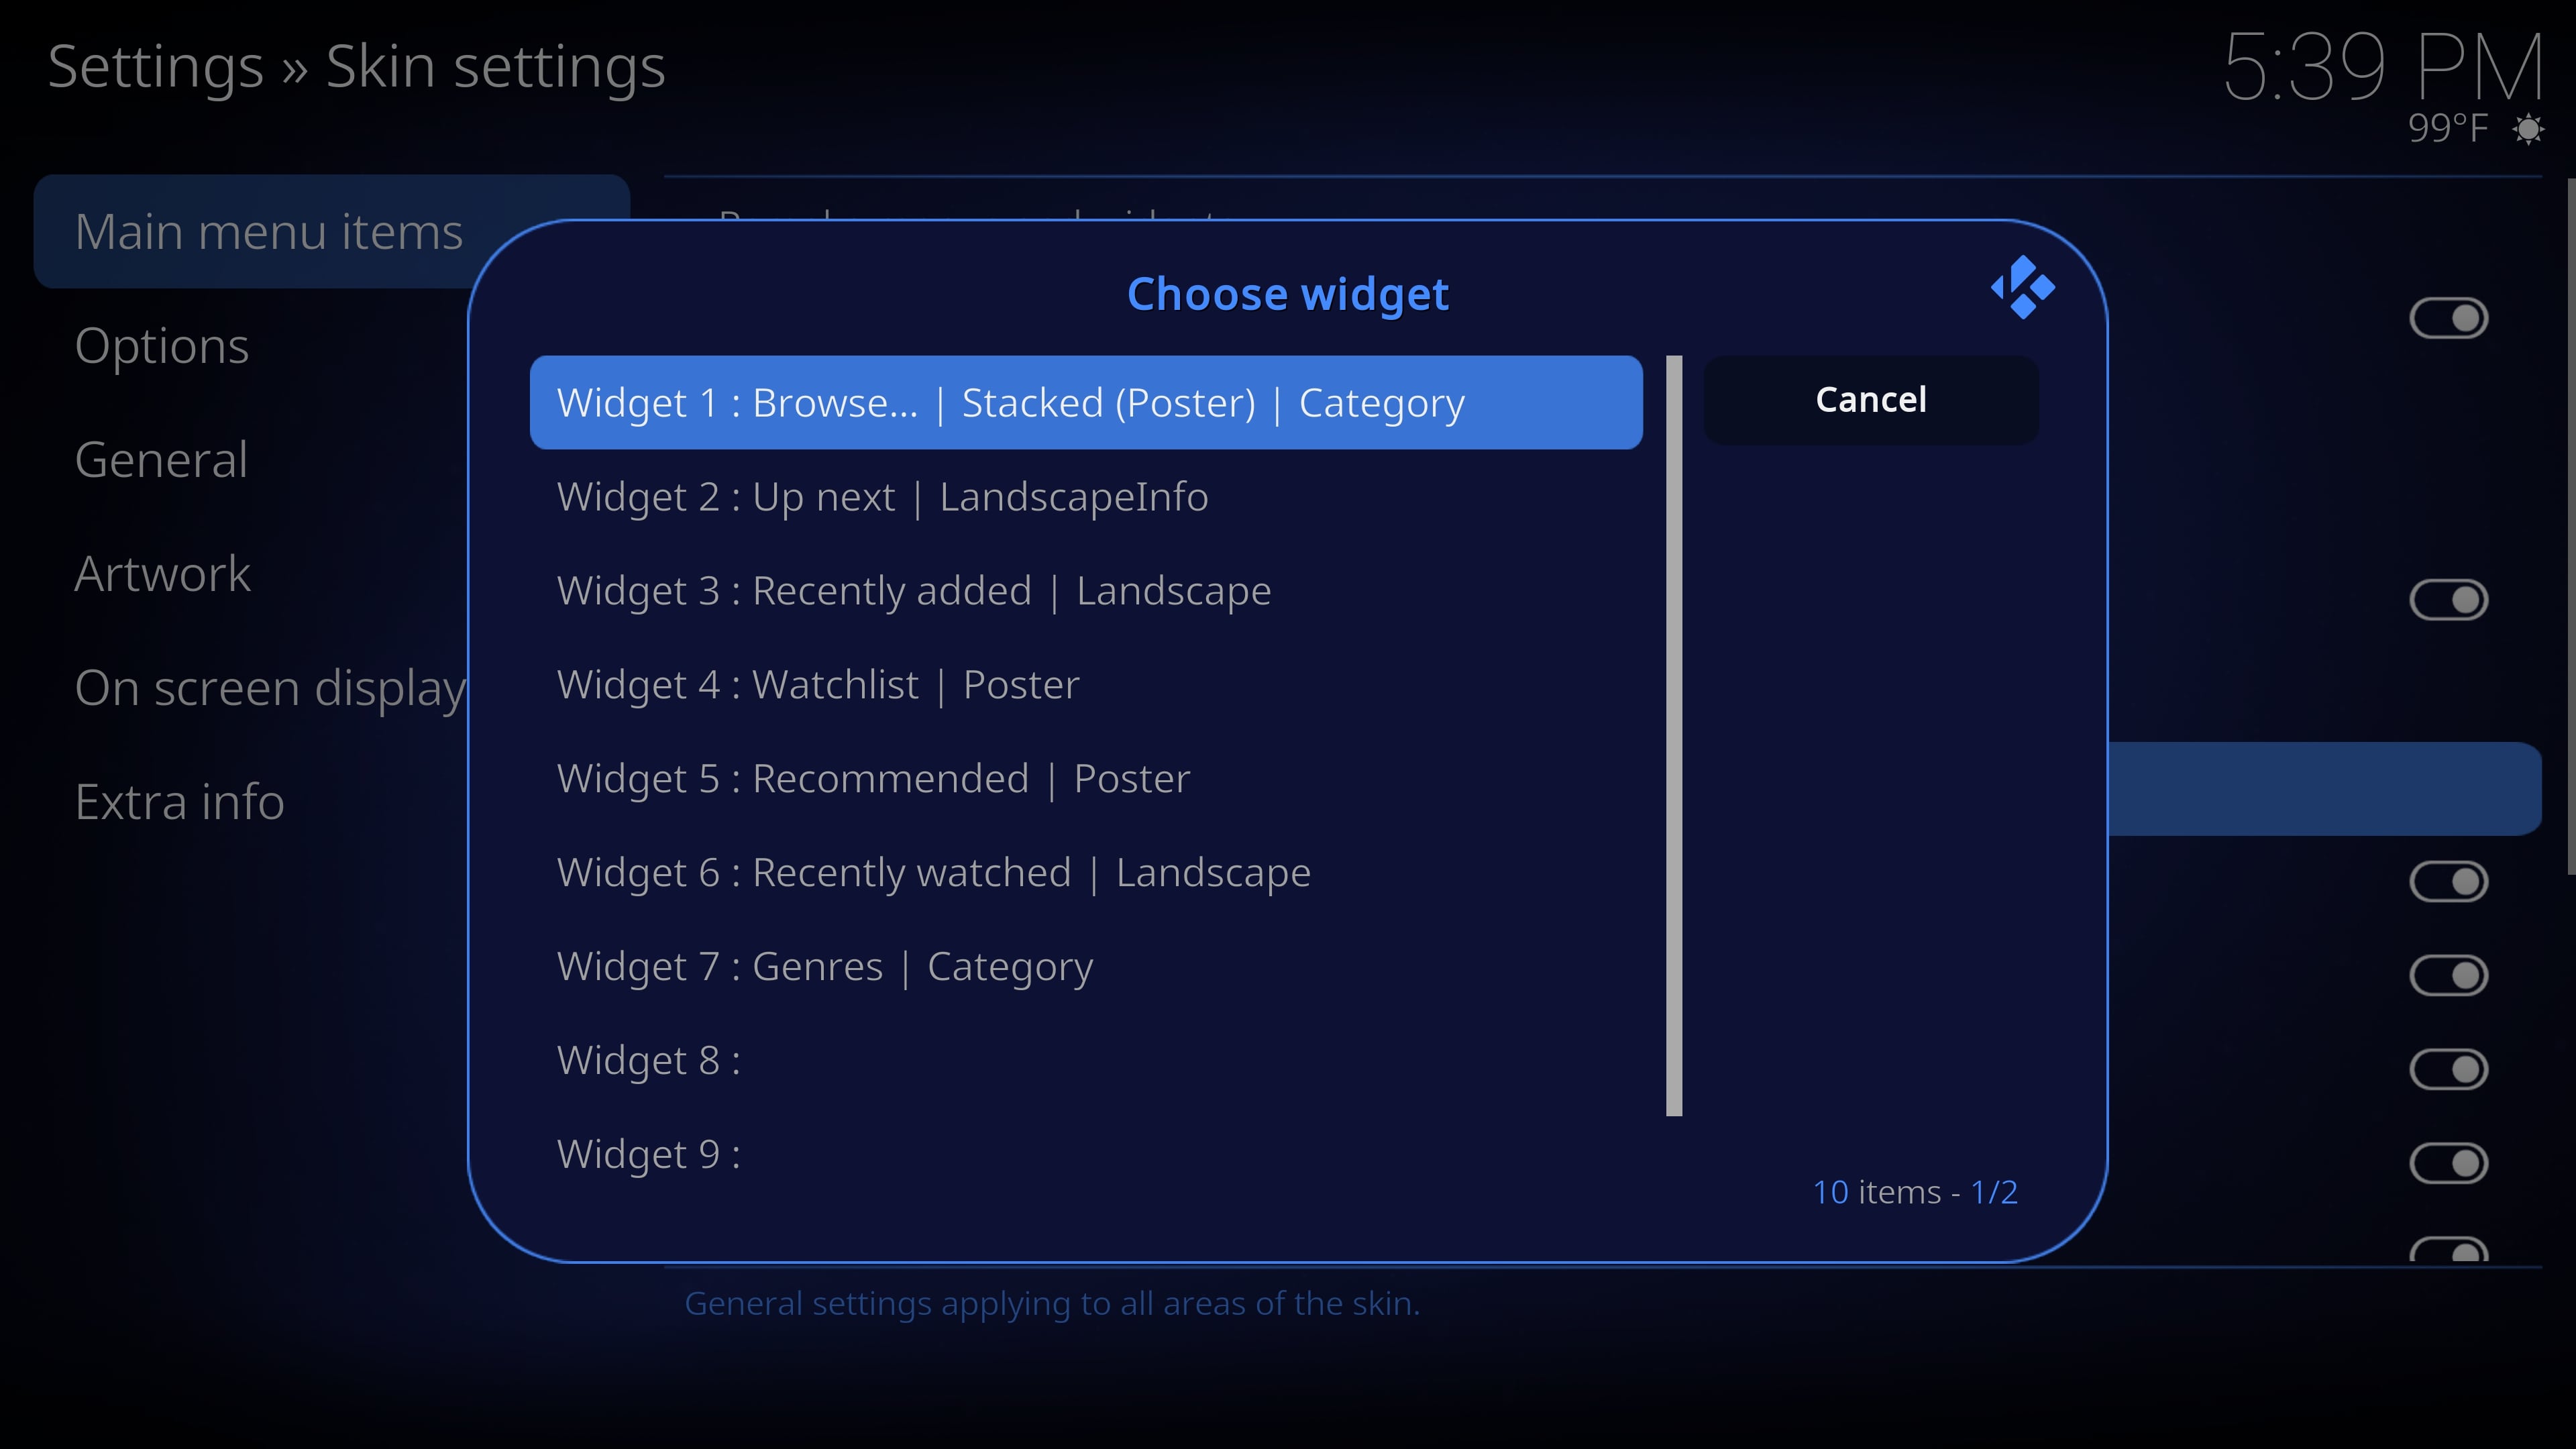 Settings » Skin settings
5:39 PM
99°F
Main menu items
Options
General
Artwork
On screen display
Extra info
Choose widget
Widget 1 : Browse... | Stacked (Poster) | Category
Cancel
Widget 2 : Up next | LandscapeInfo
Widget 3 : Recently added | Landscape
Widget 4 : Watchlist | Poster
Widget 5 : Recommended | Poster
Widget 6 : Recently watched | Landscape
Widget 7 : Genres | Category
Widget 8 :
Widget 9 :
10 items - 1/2
General settings applying to all areas of the skin.